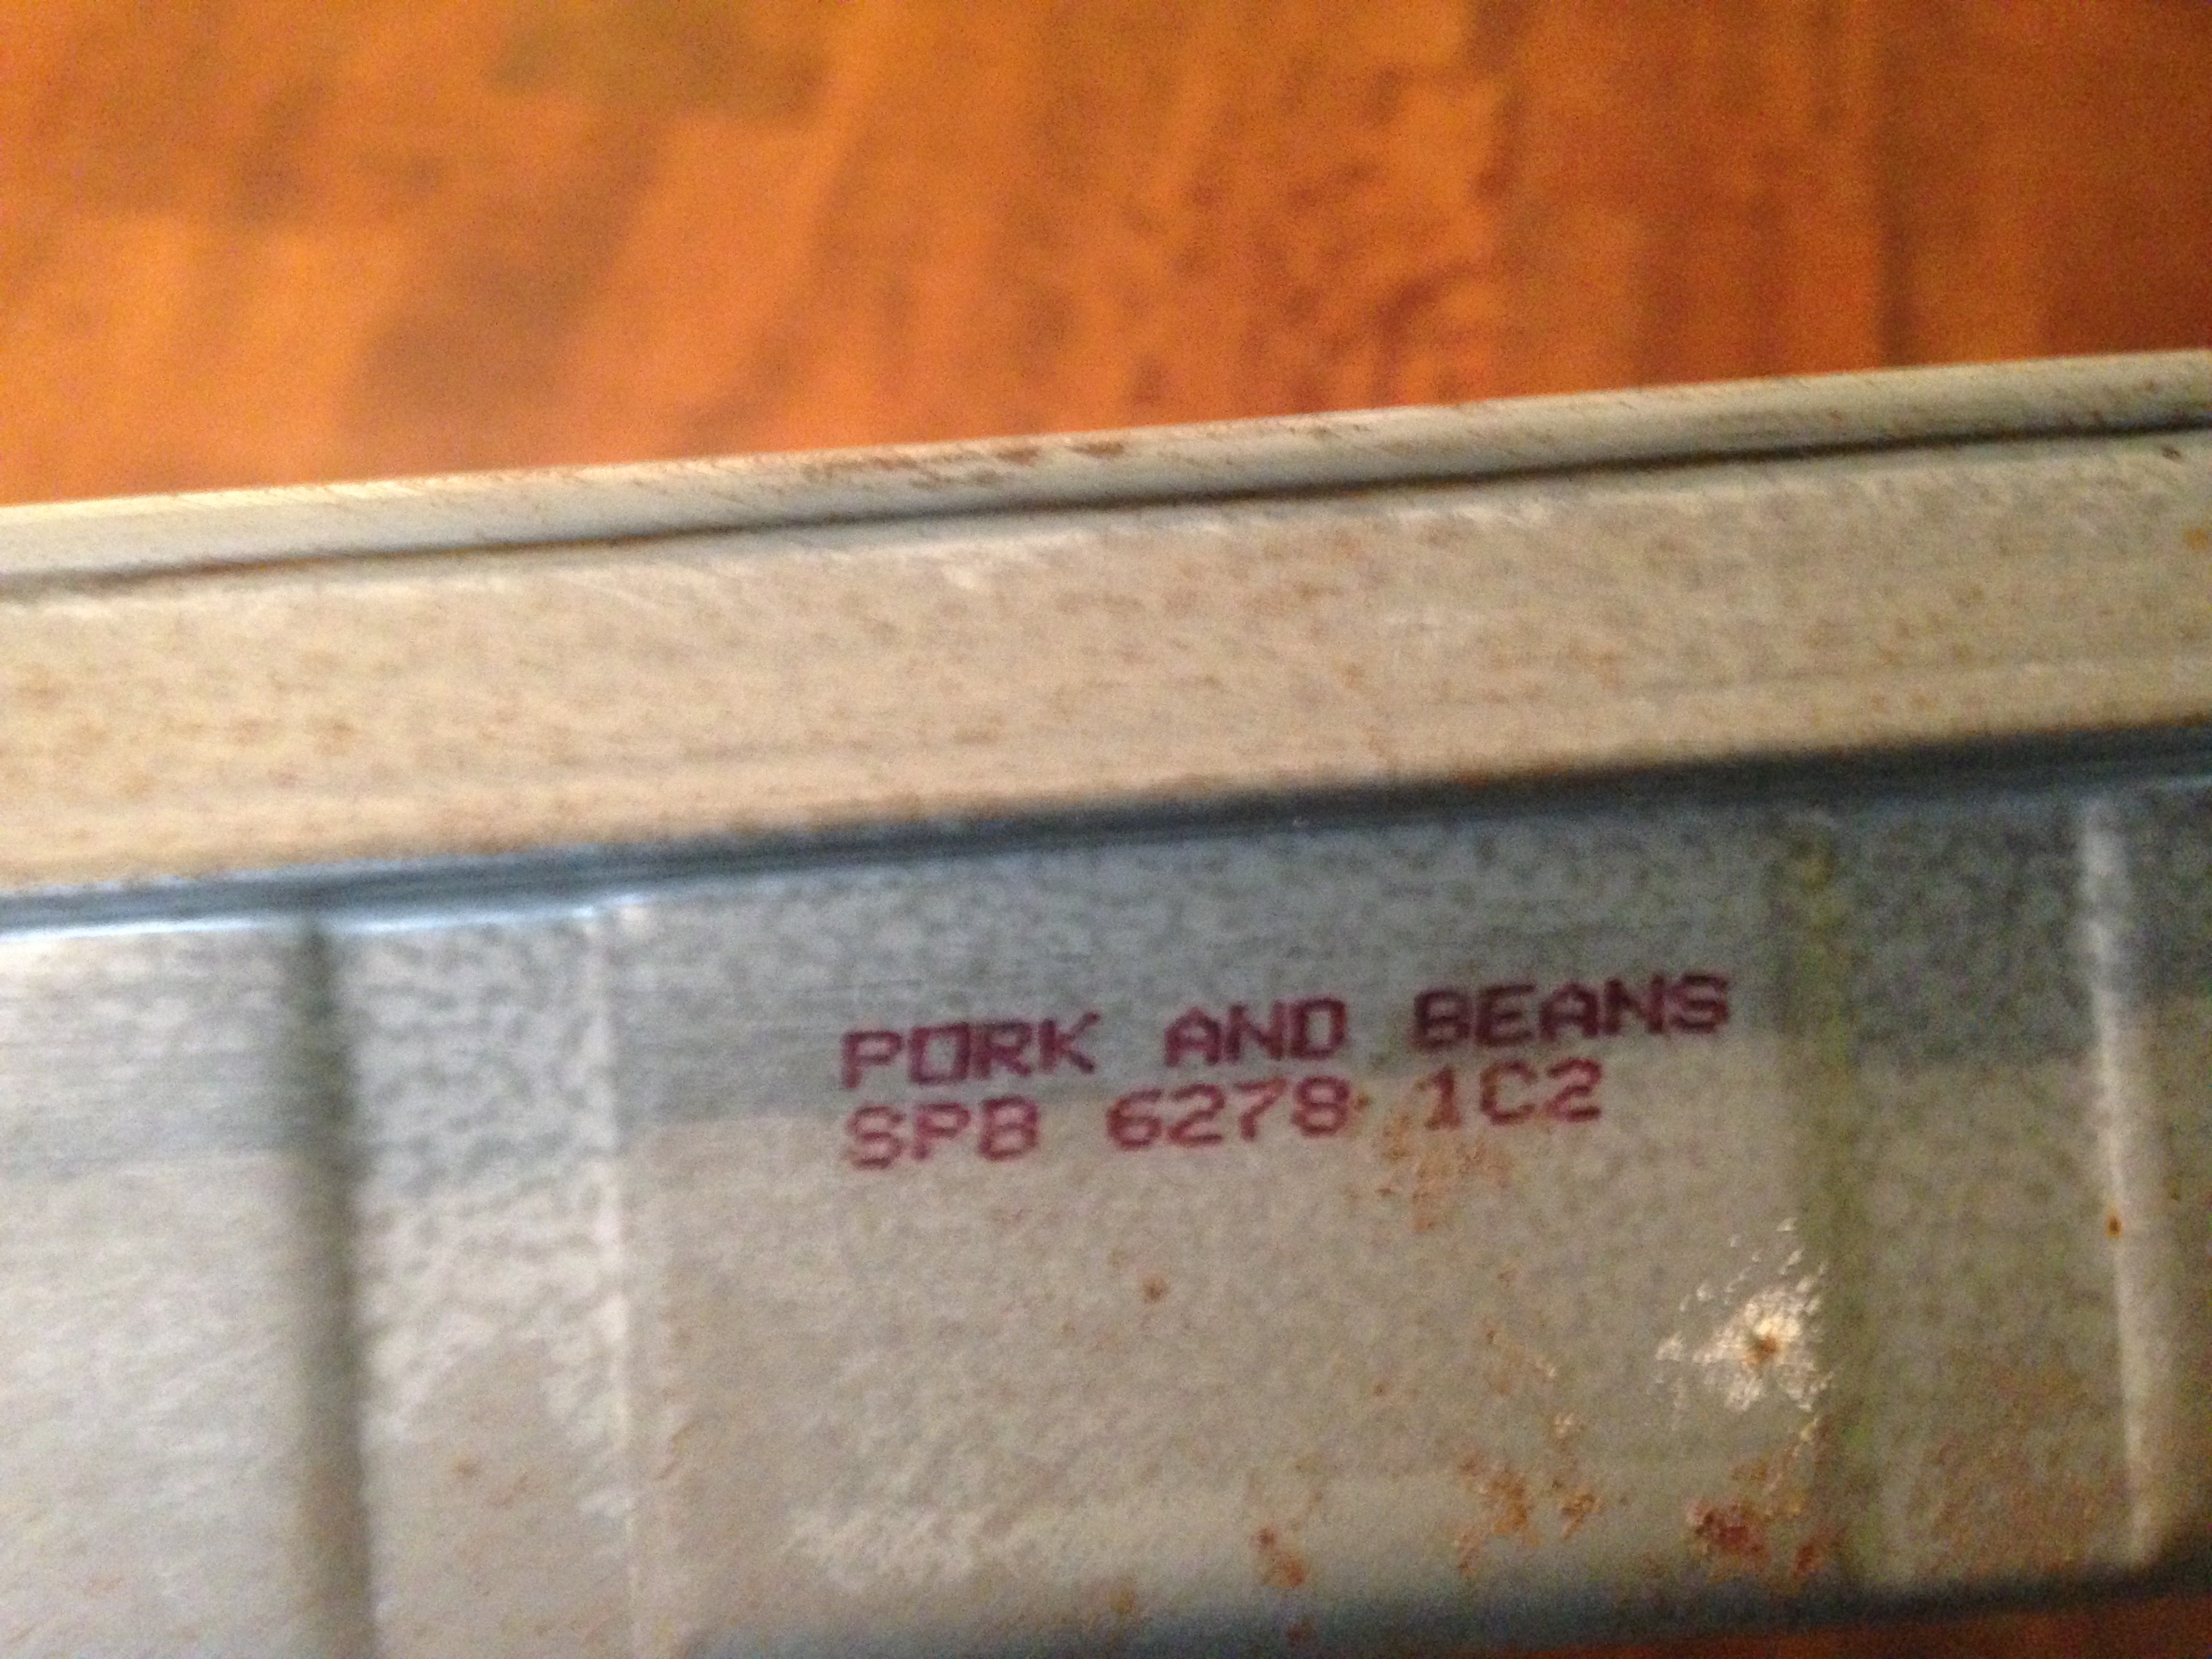 PORK AND BEANS
SPB 6278 1C2